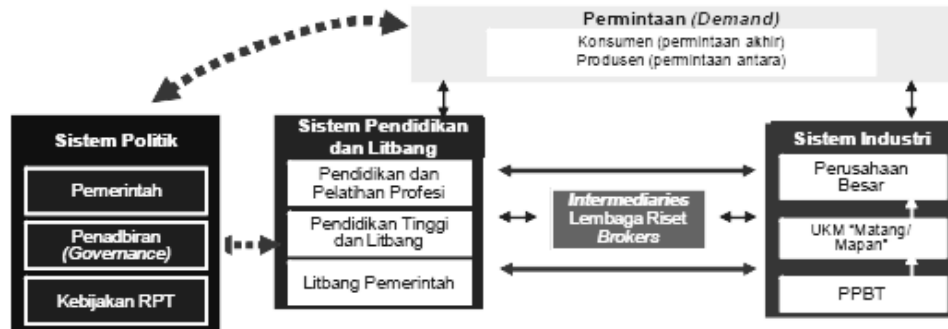 Permintaan (Demand)
Konsumen (permintaan akhir)
Produsen (permintaan antara)
Sistem Politik
Pemerintah
Penadbiran
(Governance)
Kebijakan RPT
Sistem Pendidikan
dan Litbang
Pendidikan dan
Pelatihan Profesi
Pendidikan Tinggi
dan Litbang
Litbang Pemerintah
Intermediaries
Lembaga Riset
Brokers
Sistem Industri
Perusahaan
Besar
UKM "Matang/
Mapan"
PPBT